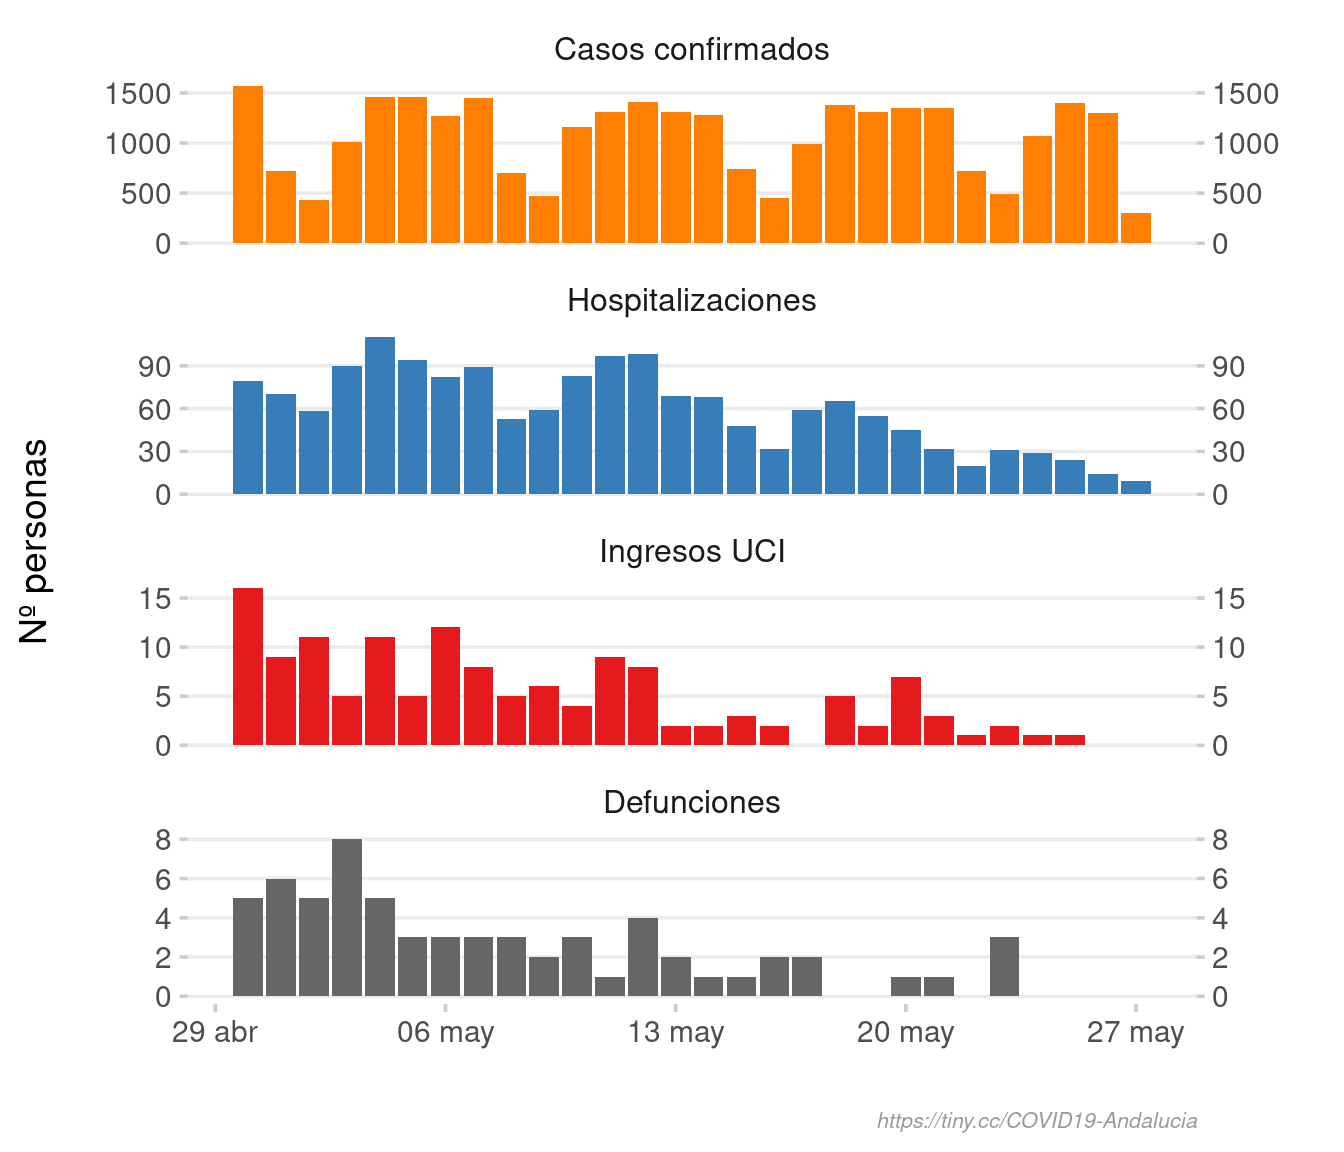 Casos confirmados
1500 1500
1000 1000
500 500
0 0
Hospitalizaciones
90 90
60 60
30 30
0 0
Nº personas
Ingresos UCI
15 15
10 10
5 5
0 0
Defunciones
8 8
6 6
4 4
2 2
0 0
29 abr 06 may 13 may 20 may 27 may
https://tiny.cc/COVID19-Andalucia